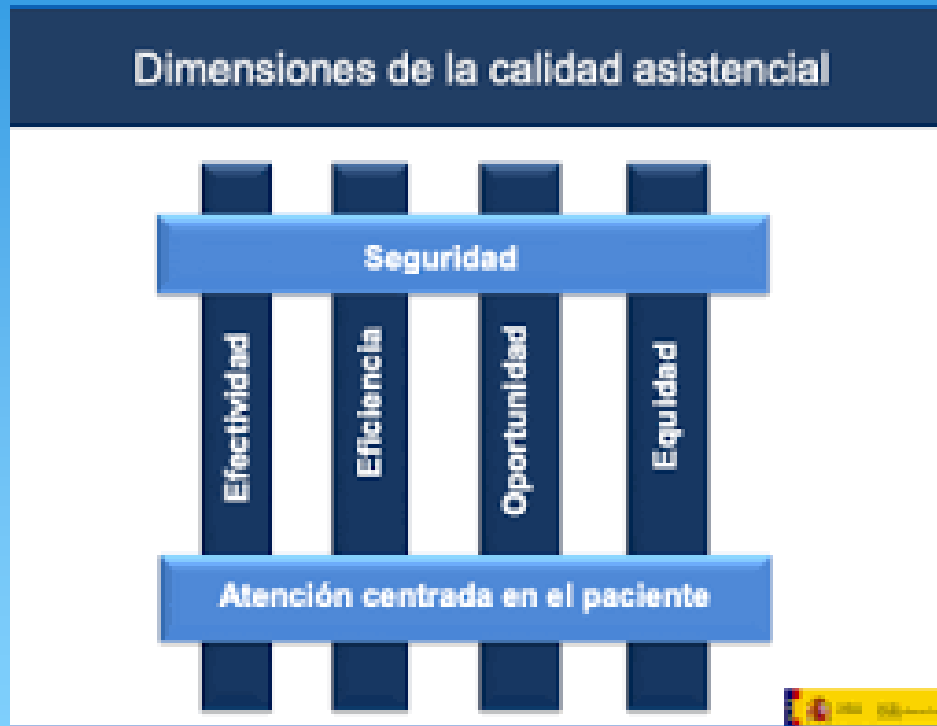 Dimensiones de la calidad asistencial
Seguridad
Efectividad
Eficiencia
Oportunidad
Equidad
Atención centrada en el paciente